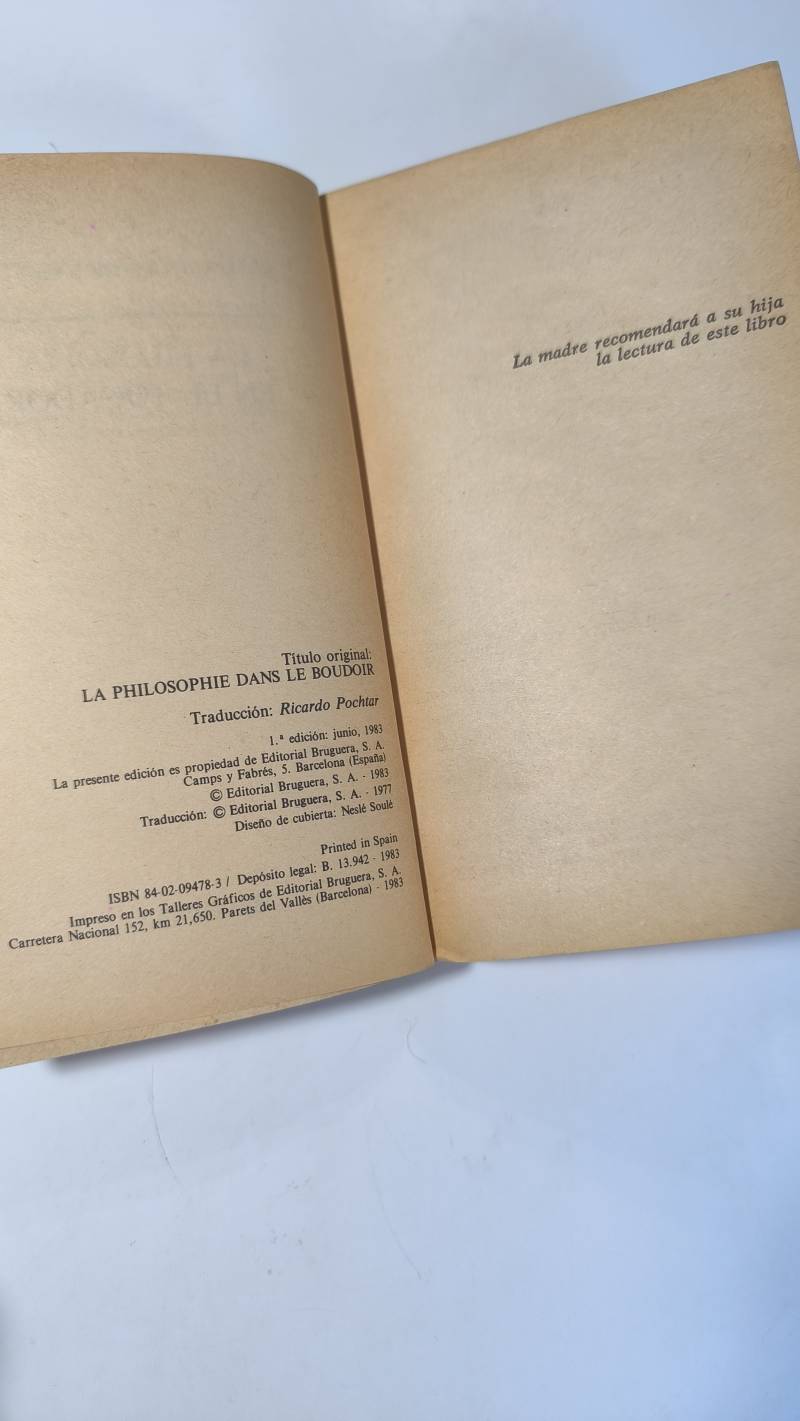 Título original:
LA PHILOSOPHIE DANS LE BOUDOIR
Traducción: Ricardo Pochtar
1.ª edición: junio, 1983
La presente edición es propiedad de Editorial Bruguera, S. A.
Camps y Fabrés, 5. Barcelona (España)
© Editorial Bruguera, S. A. - 1983
Traducción: © Editorial Bruguera, S. A. - 1977
Diseño de cubierta: Neslé Soulé
Printed in Spain
ISBN 84-02-09478-3 / Depósito legal: B. 13.942 - 1983
Impreso en los Talleres Gráficos de Editorial Bruguera, S. A.
Carretera Nacional 152, km 21,650. Parets del Vallès (Barcelona) - 1983
La madre recomendará a su hija
la lectura de este libro